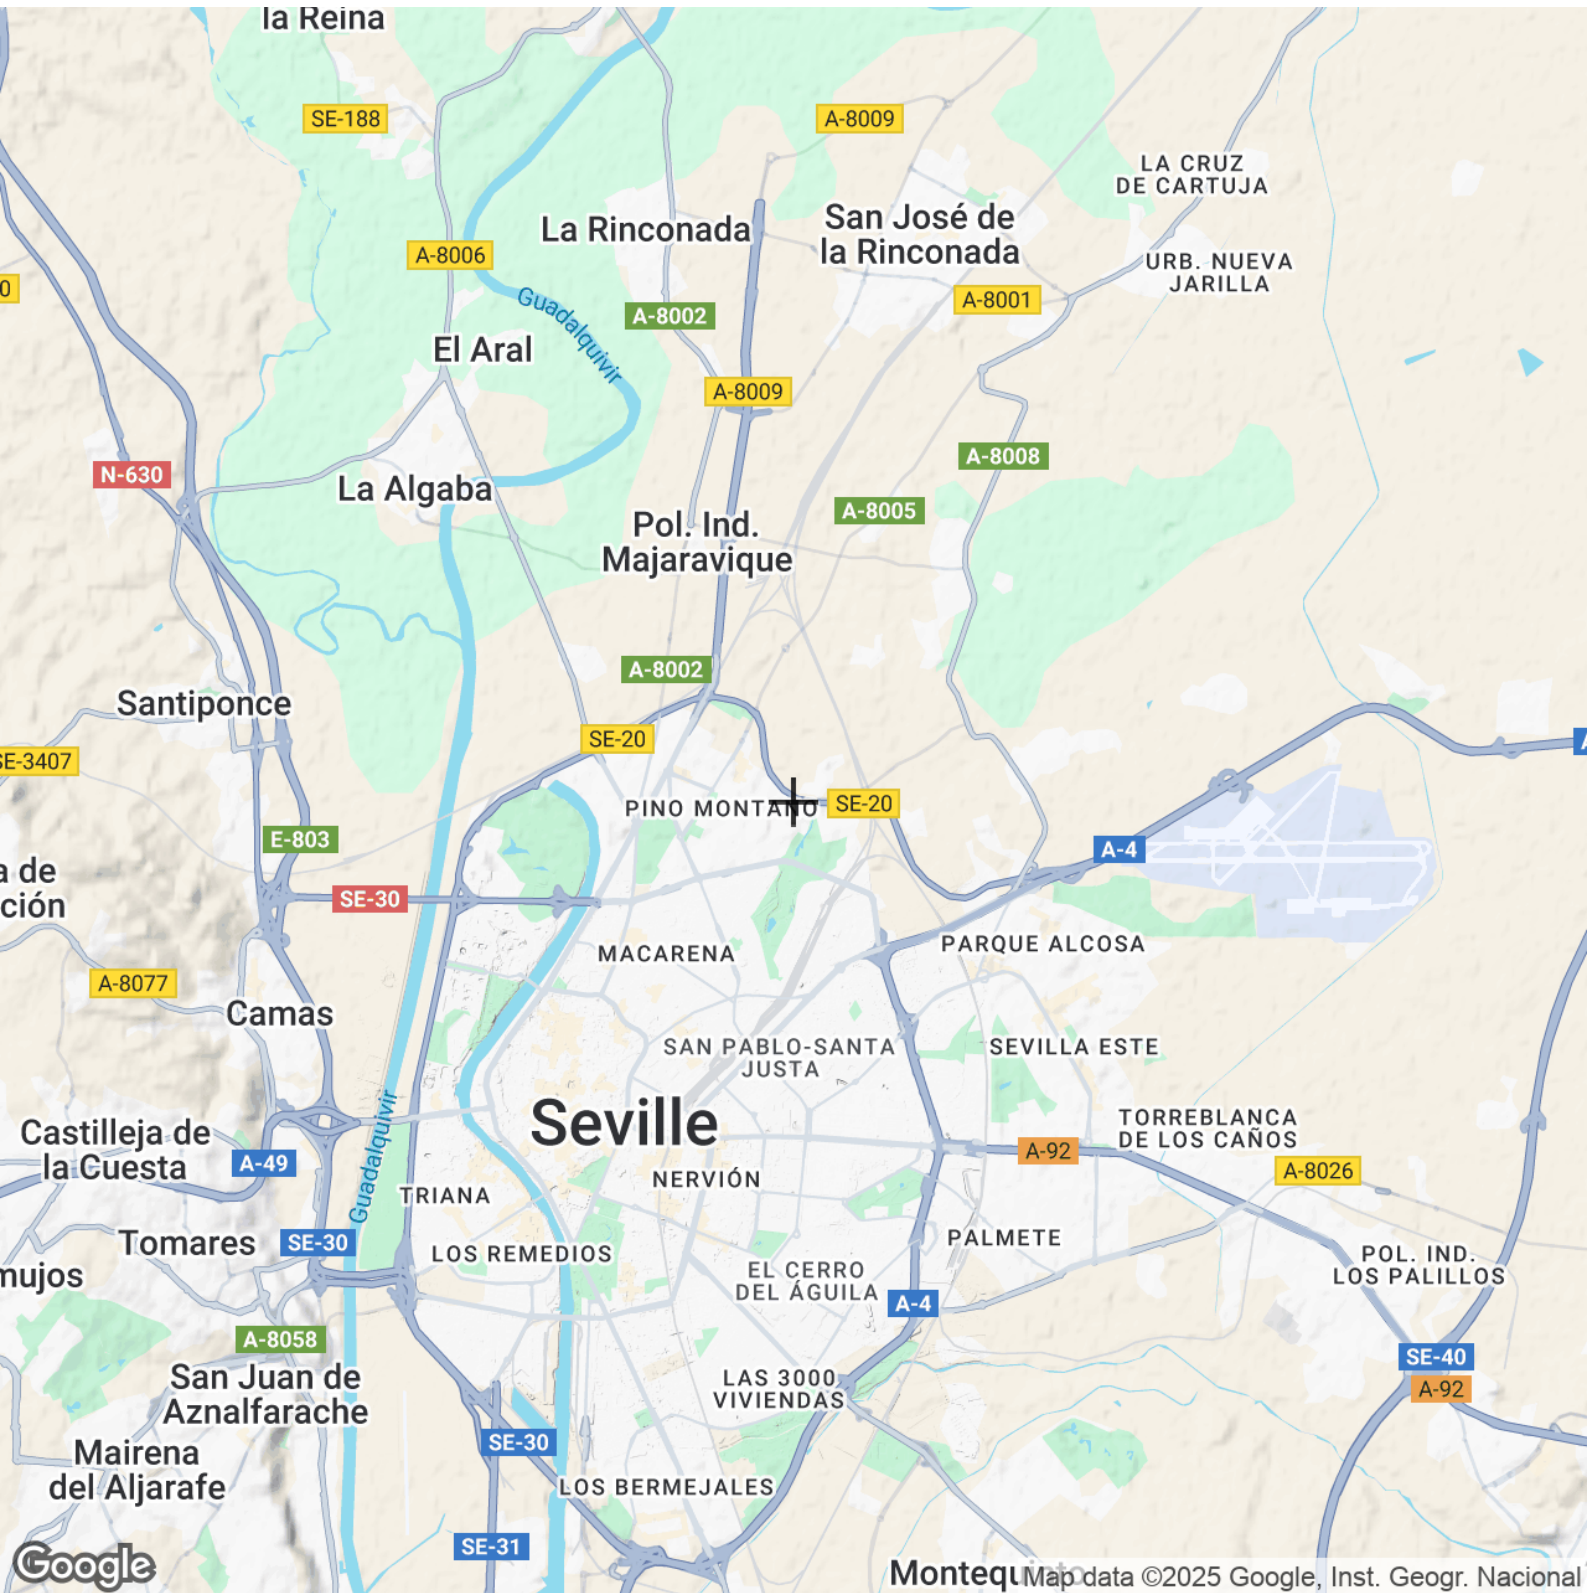 la Reina
SE-188
A-8009
LA CRUZ
DE CARTUJA
La Rinconada
San José de
la Rinconada
A-8006
URB. NUEVA
JARILLA
0
Guadalquivir
A-8002
A-8001
El Aral
A-8009
N-630
A-8008
La Algaba
A-8005
Pol. Ind.
Majaravique
A-8002
Santiponce
SE-20
A
SE-3407
PINO MONTANO
SE-20
E-803
A-4
a de
ción
SE-30
MACARENA
PARQUE ALCOSA
A-8077
Camas
SAN PABLO-SANTA
JUSTA
SEVILLA ESTE
Seville
Castilleja de
la Cuesta
A-49
Guadalquivir
TORREBLANCA
DE LOS CAÑOS
A-92
A-8026
NERVIÓN
TRIANA
Tomares
SE-30
LOS REMEDIOS
PALMETE
mujos
EL CERRO
DEL ÁGUILA
POL. IND.
LOS PALILLOS
A-4
A-8058
San Juan de
Aznalfarache
LAS 3000
VIVIENDAS
SE-40
A-92
Mairena
del Aljarafe
SE-30
LOS BERMEJALES
SE-31
Google
Montequinto
Map data ©2025 Google, Inst. Geogr. Nacional